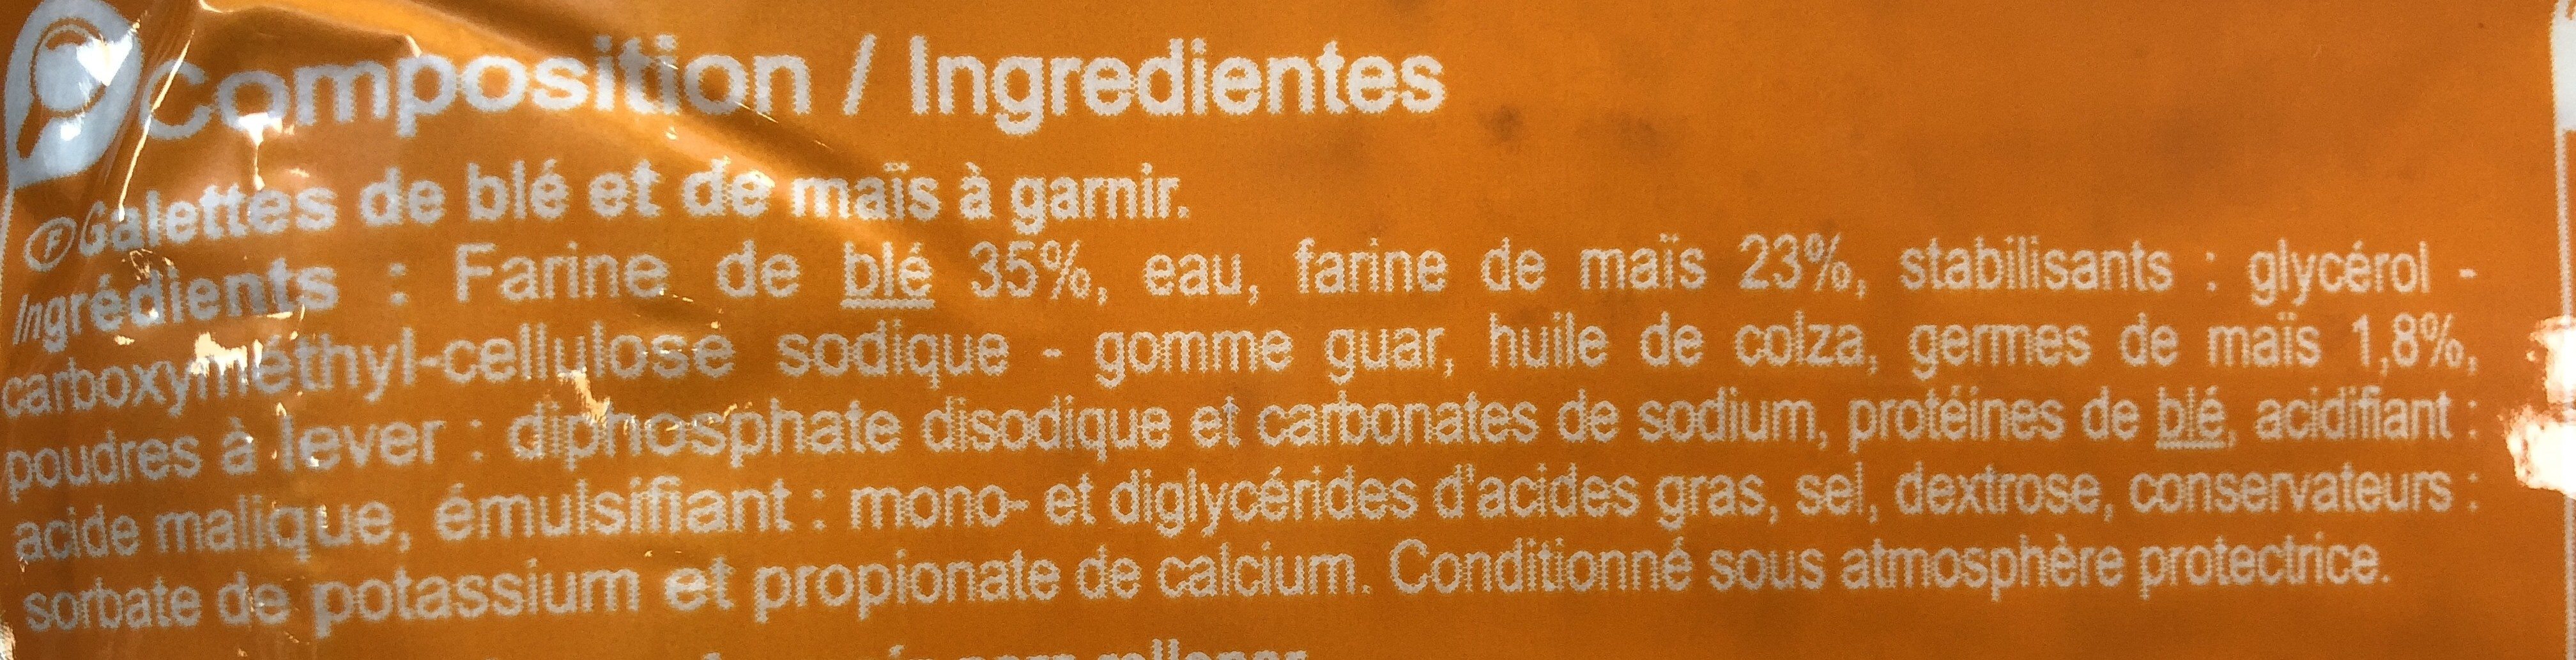 Composition / Ingredientes
Ⓕ Galettes de blé et de maïs à garnir.
Ingrédients : Farine de blé 35%, eau, farine de maïs 23%, stabilisants : glycérol -
carboxyméthyl-cellulose sodique - gomme guar, huile de colza, germes de maïs 1,8%,
poudres à lever : diphosphate disodique et carbonates de sodium, protéines de blé, acidifiant :
acide malique, émulsifiant : mono- et diglycérides d'acides gras, sel, dextrose, conservateurs :
sorbate de potassium et propionate de calcium. Conditionné sous atmosphère protectrice.